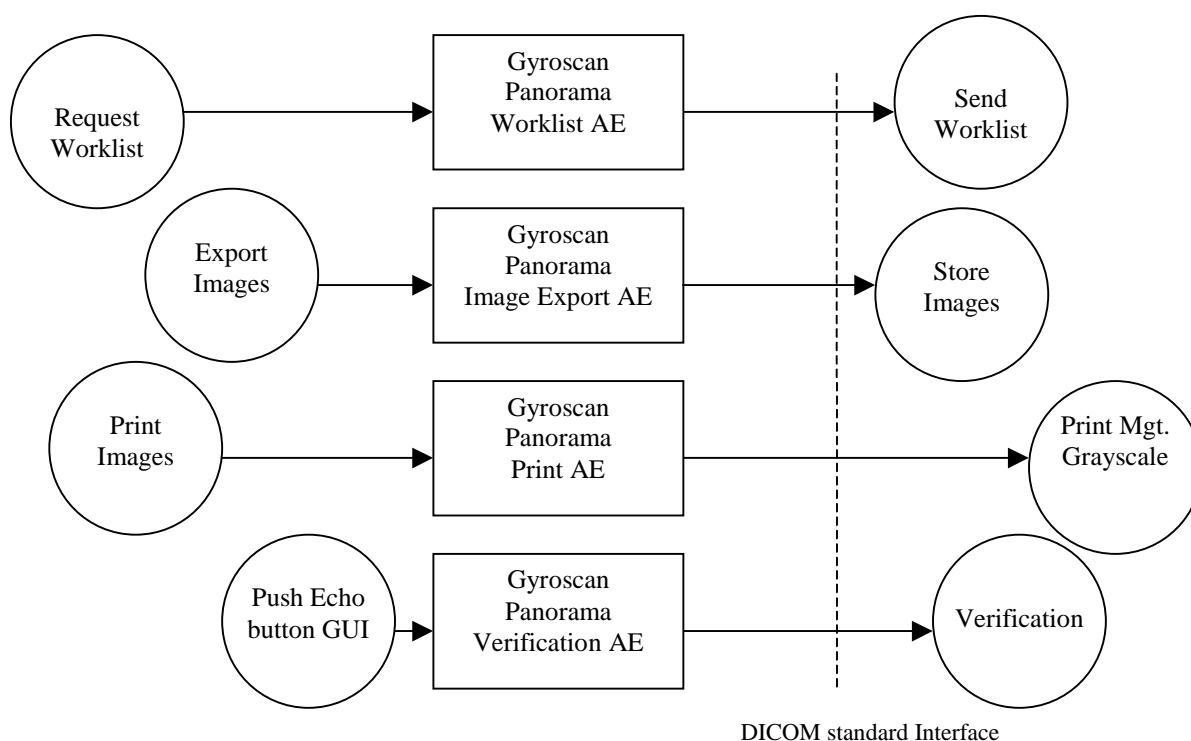 Request
Worklist
Gyroscan
Panorama
Worklist AE
Send
Worklist
Export
Images
Gyroscan
Panorama
Image Export AE
Store
Images
Print
Images
Gyroscan
Panorama
Print AE
Print Mgt.
Grayscale
Push Echo
button GUI
Gyroscan
Panorama
Verification AE
Verification
DICOM standard Interface